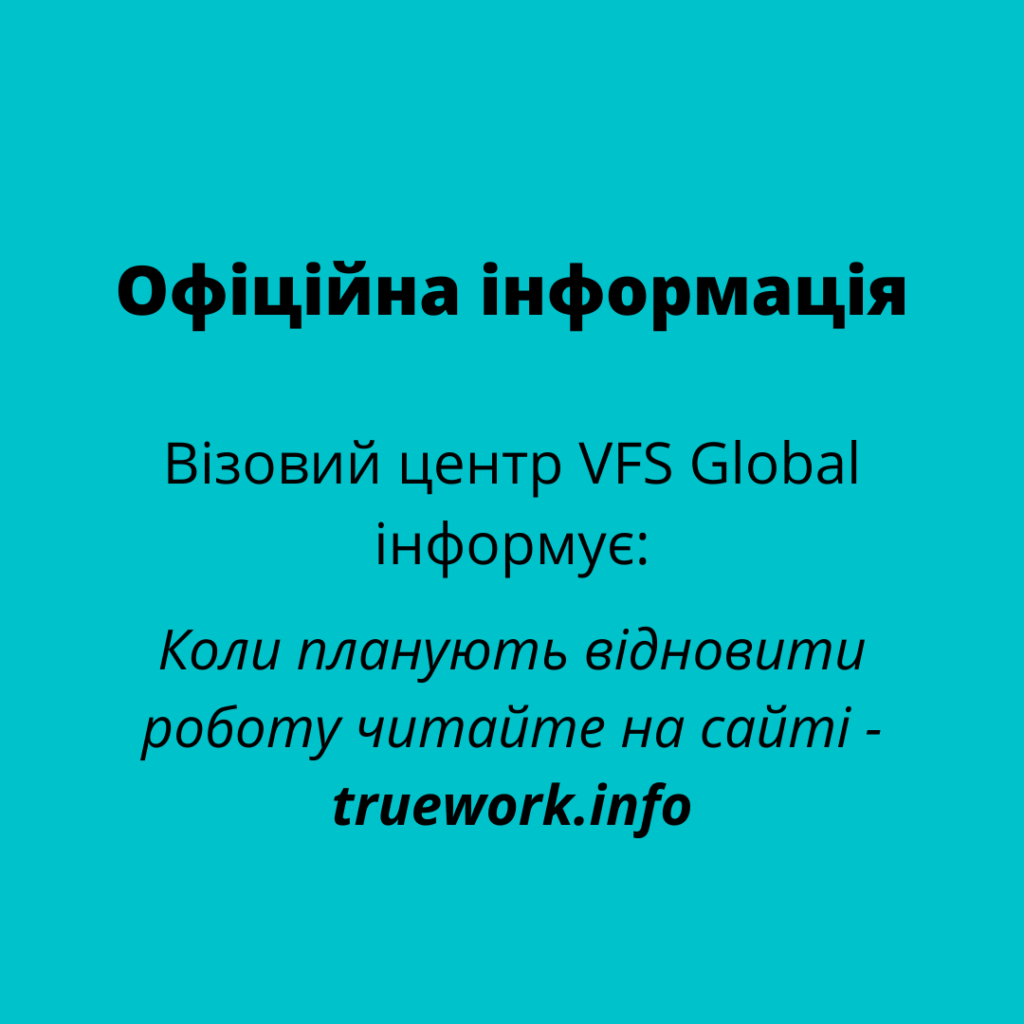 Офіційна інформація
Візовий центр VFS Global
інформує:
Коли планують відновити
роботу читайте на сайті -
truework.info